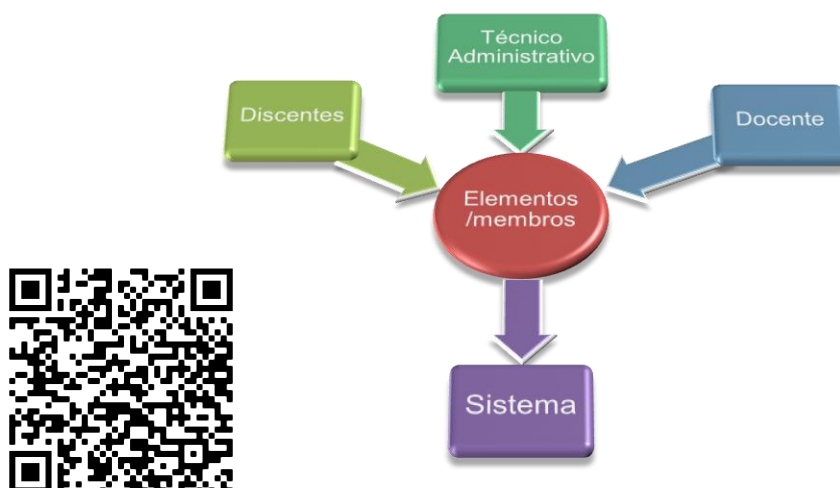 Técnico
Administrativo
Discentes
Docente
Elementos
/membros
Sistema